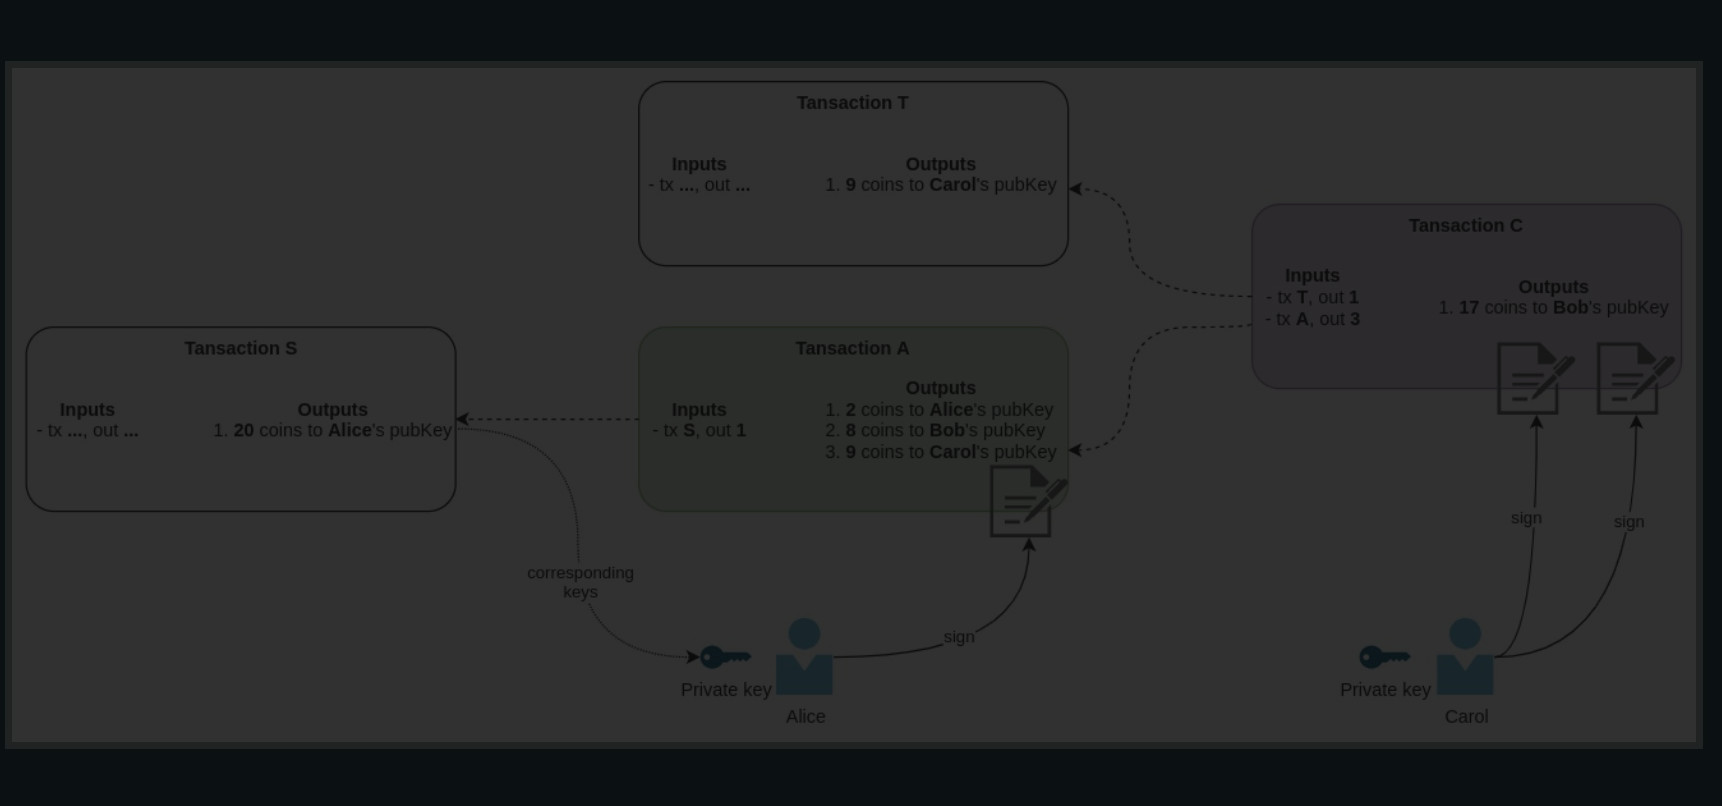 Tansaction T
Inputs
- tx ..., out ...
Outputs
1. 9 coins to Carol's pubKey
Tansaction C
Inputs
- tx T, out 1
- tx A, out 3
Outputs
1. 17 coins to Bob's pubKey
Tansaction S
Inputs
- tx ..., out ...
Outputs
1. 20 coins to Alice's pubKey
Tansaction A
Inputs
- tx S, out 1
Outputs
1. 2 coins to Alice's pubKey
2. 8 coins to Bob's pubKey
3. 9 coins to Carol's pubKey
sign
sign
corresponding
keys
sign
Private key
Alice
Private key
Carol